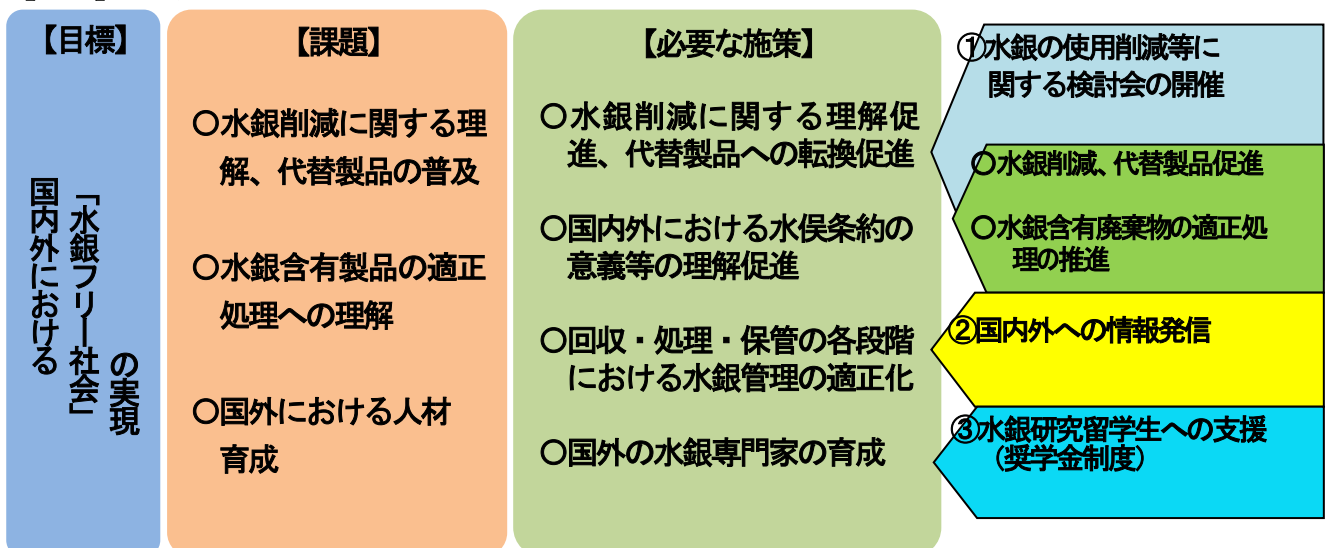 【目標】
国内外における
「水銀フリー社会」
の実現
【課題】
〇水銀削減に関する理
解、代替製品の普及
〇水銀含有製品の適正
処理への理解
〇国外における人材
育成
【必要な施策】
〇水銀削減に関する理解促
進、代替製品への転換促進
〇国内外における水俣条約の
意義等の理解促進
〇回収・処理・保管の各段階
における水銀管理の適正化
〇国外の水銀専門家の育成
①水銀の使用削減等に
関する検討会の開催
〇水銀削減、代替製品促進
〇水銀含有廃棄物の適正処
理の推進
②国内外への情報発信
③水銀研究留学生への支援
（奨学金制度）